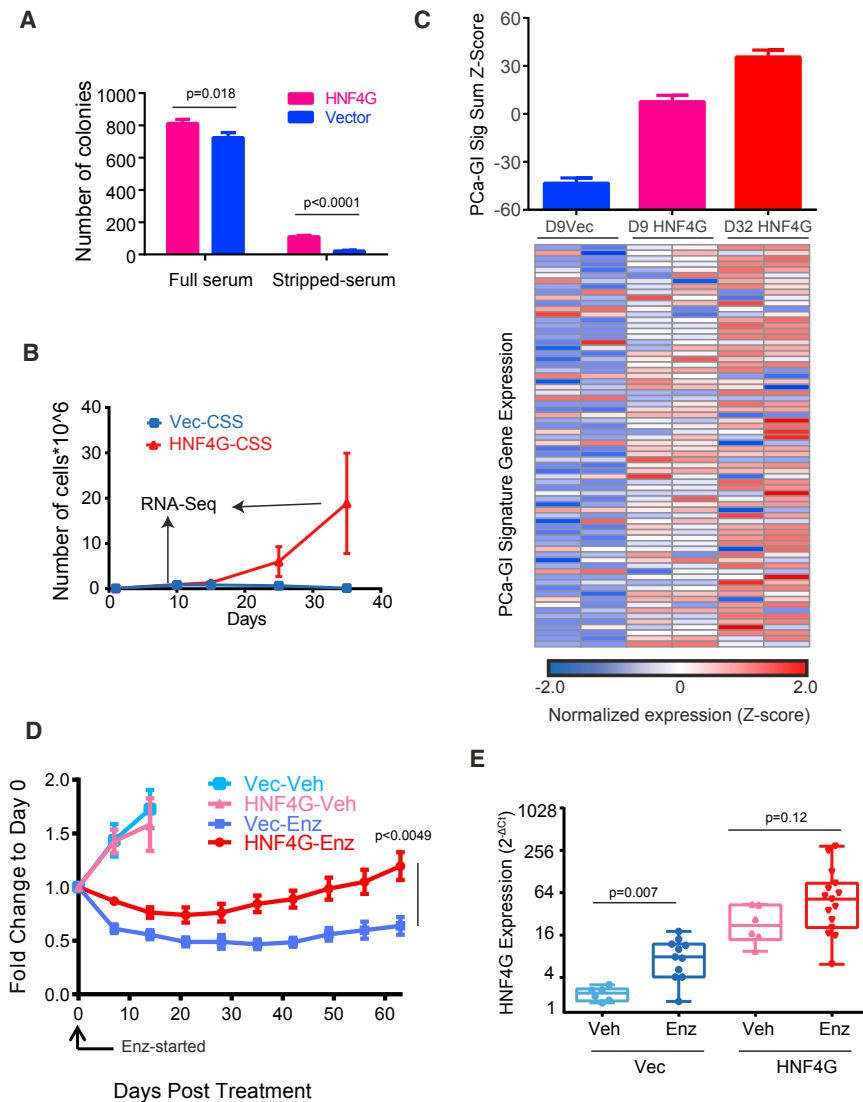 A
Number of colonies
1000
800
600
400
200
0
p=0.018
HNF4G
Vector
p<0.0001
Full serum
Stripped-serum
B
Number of cells*10^6
40
30
20
10
0
Vec-CSS
HNF4G-CSS
RNA-Seq
0
10
20
30
40
Days
C
PCa-GI Sig Sum Z-Score
30
0
-30
-60
D9Vec
D9 HNF4G
D32 HNF4G
PCa-GI Signature Gene Expression
-2.0
0
2.0
Normalized expression (Z-score)
D
Fold Change to Day 0
2.0
1.5
1.0
0.5
0.0
Vec-Veh
HNF4G-Veh
Vec-Enz
HNF4G-Enz
p<0.0049
0
10
20
30
40
50
60
Enz-started
Days Post Treatment
E
HNF4G Expression (2^-ΔCt)
1028
256
64
16
4
1
p=0.007
p=0.12
Veh
Enz
Veh
Enz
Vec
HNF4G